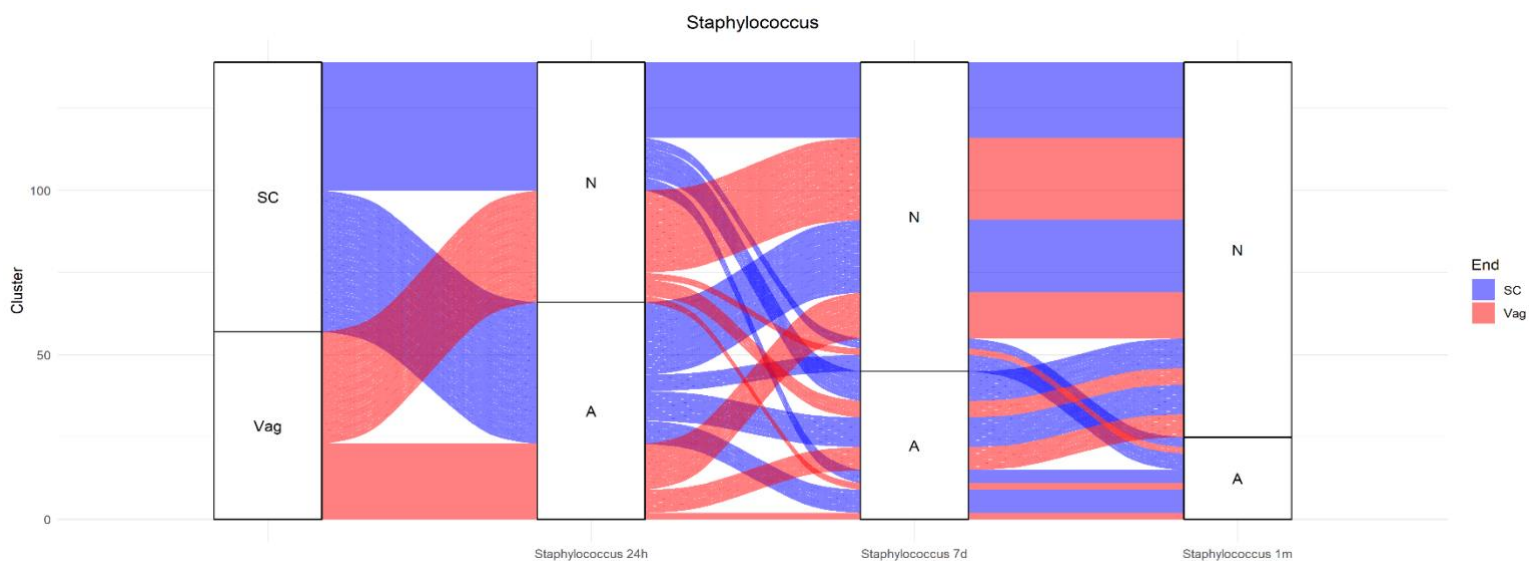 Staphylococcus
Cluster
100
50
0
SC
Vag
N
A
N
A
N
A
Staphylococcus 24h
Staphylococcus 7d
Staphylococcus 1m
End
SC
Vag